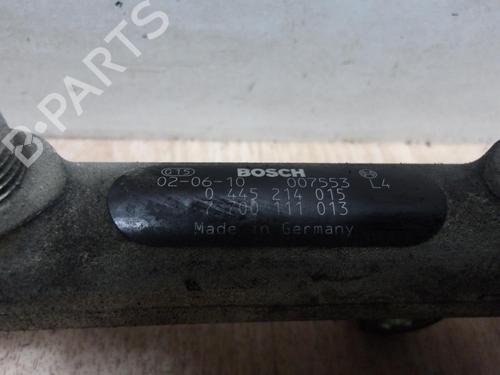 B-PARTS
BOSCH
02-06-10 007553 L4
0 445 214 015
7 700 111 013
Made in Germany